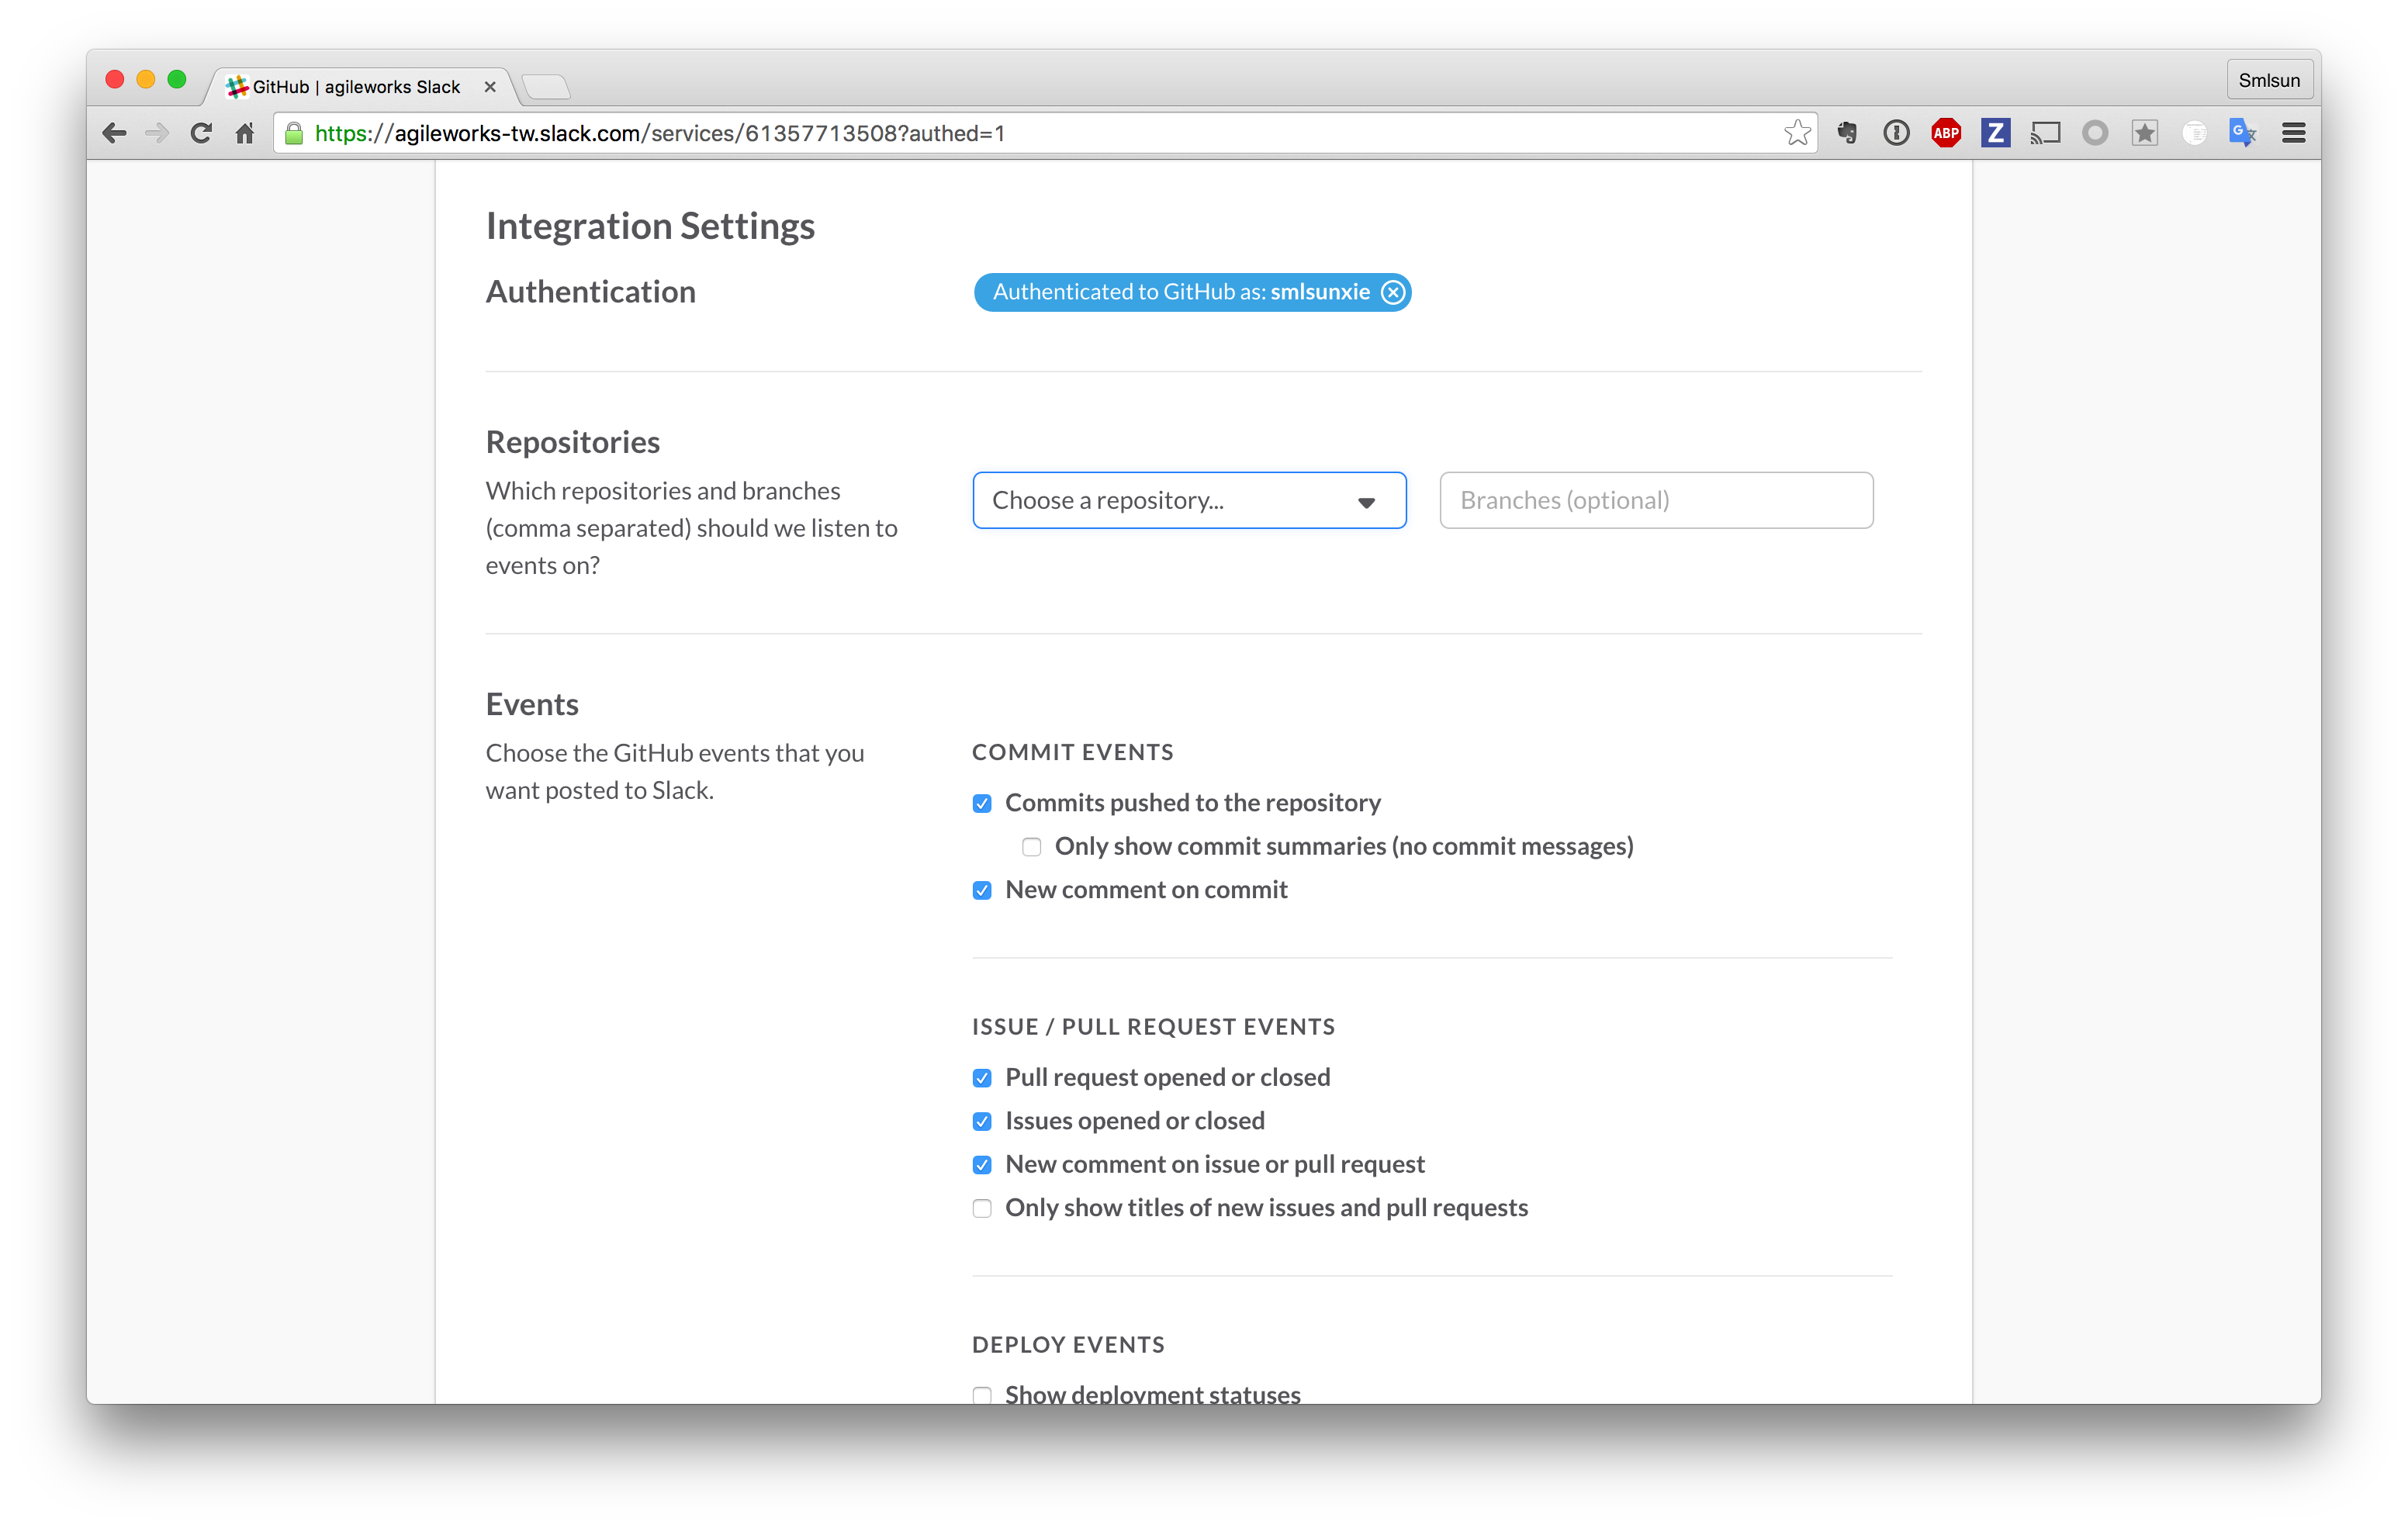 GitHub | agileworks Slack
Smlsun
https://agileworks-tw.slack.com/services/61357713508?authed=1
ABP
Z
Integration Settings
Authentication
Authenticated to GitHub as: smlsunxie
Repositories
Which repositories and branches
(comma separated) should we listen to
events on?
Choose a repository...
Branches (optional)
Events
Choose the GitHub events that you
want posted to Slack.
COMMIT EVENTS
Commits pushed to the repository
Only show commit summaries (no commit messages)
New comment on commit
ISSUE / PULL REQUEST EVENTS
Pull request opened or closed
Issues opened or closed
New comment on issue or pull request
Only show titles of new issues and pull requests
DEPLOY EVENTS
Show deployment statuses